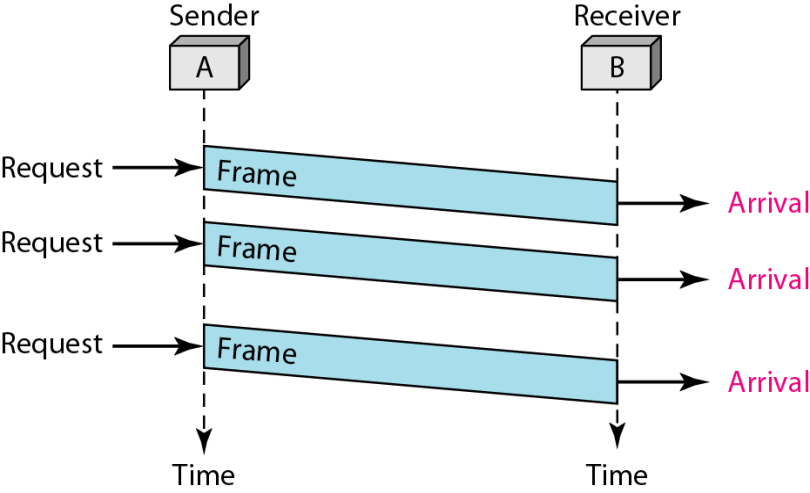 Sender
Receiver
A
B
Request
Frame
Arrival
Request
Frame
Arrival
Request
Frame
Arrival
Time
Time